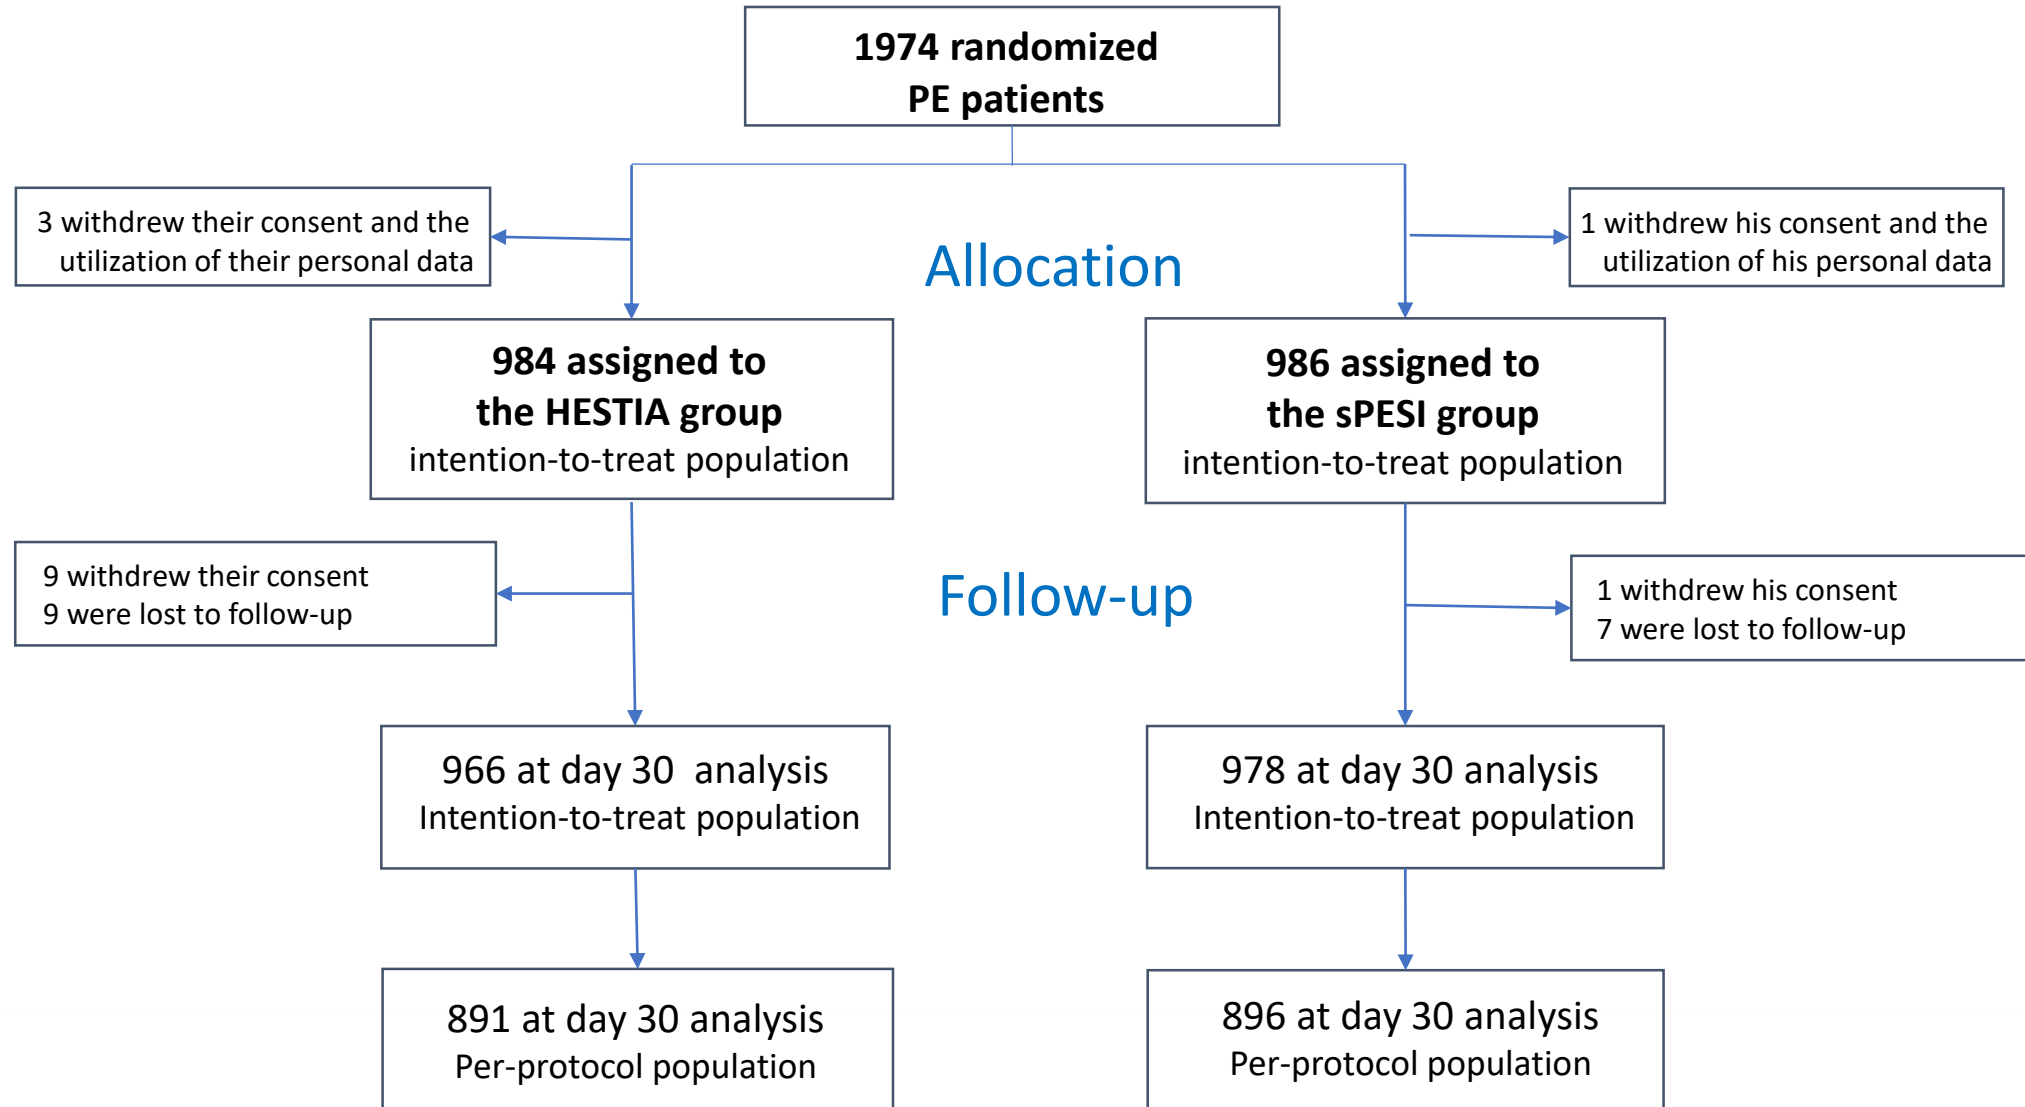 1974 randomized
PE patients
3 withdrew their consent and the
utilization of their personal data
1 withdrew his consent and the
utilization of his personal data
Allocation
984 assigned to
the HESTIA group
intention-to-treat population
986 assigned to
the sPESI group
intention-to-treat population
9 withdrew their consent
9 were lost to follow-up
Follow-up
1 withdrew his consent
7 were lost to follow-up
966 at day 30 analysis
Intention-to-treat population
978 at day 30 analysis
Intention-to-treat population
891 at day 30 analysis
Per-protocol population
896 at day 30 analysis
Per-protocol population